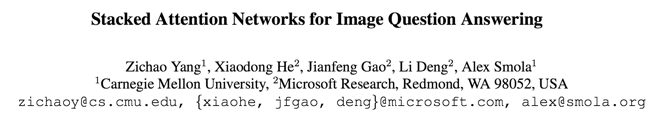 Stacked Attention Networks for Image Question Answering
Zichao Yang¹, Xiaodong He², Jianfeng Gao², Li Deng², Alex Smola¹
¹Carnegie Mellon University, ²Microsoft Research, Redmond, WA 98052, USA
zichaoy@cs.cmu.edu, {xiaohe, jfgao, deng}@microsoft.com, alex@smola.org